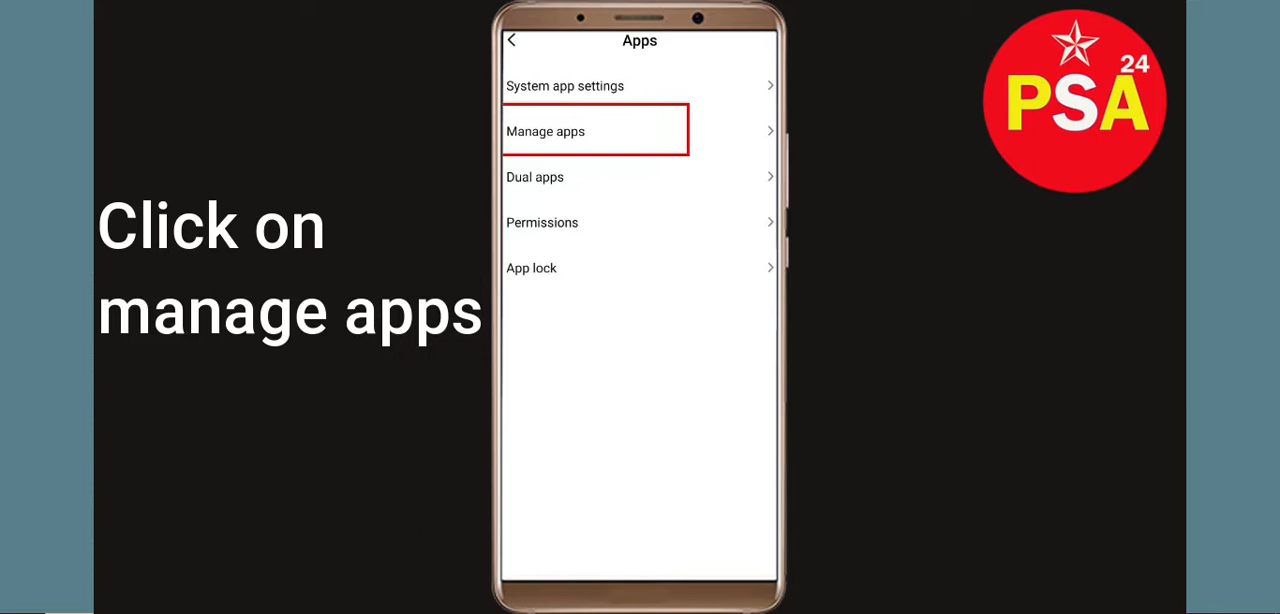 Apps
System app settings
Manage apps
Dual apps
Permissions
App lock
Click on
manage apps
24
PSA